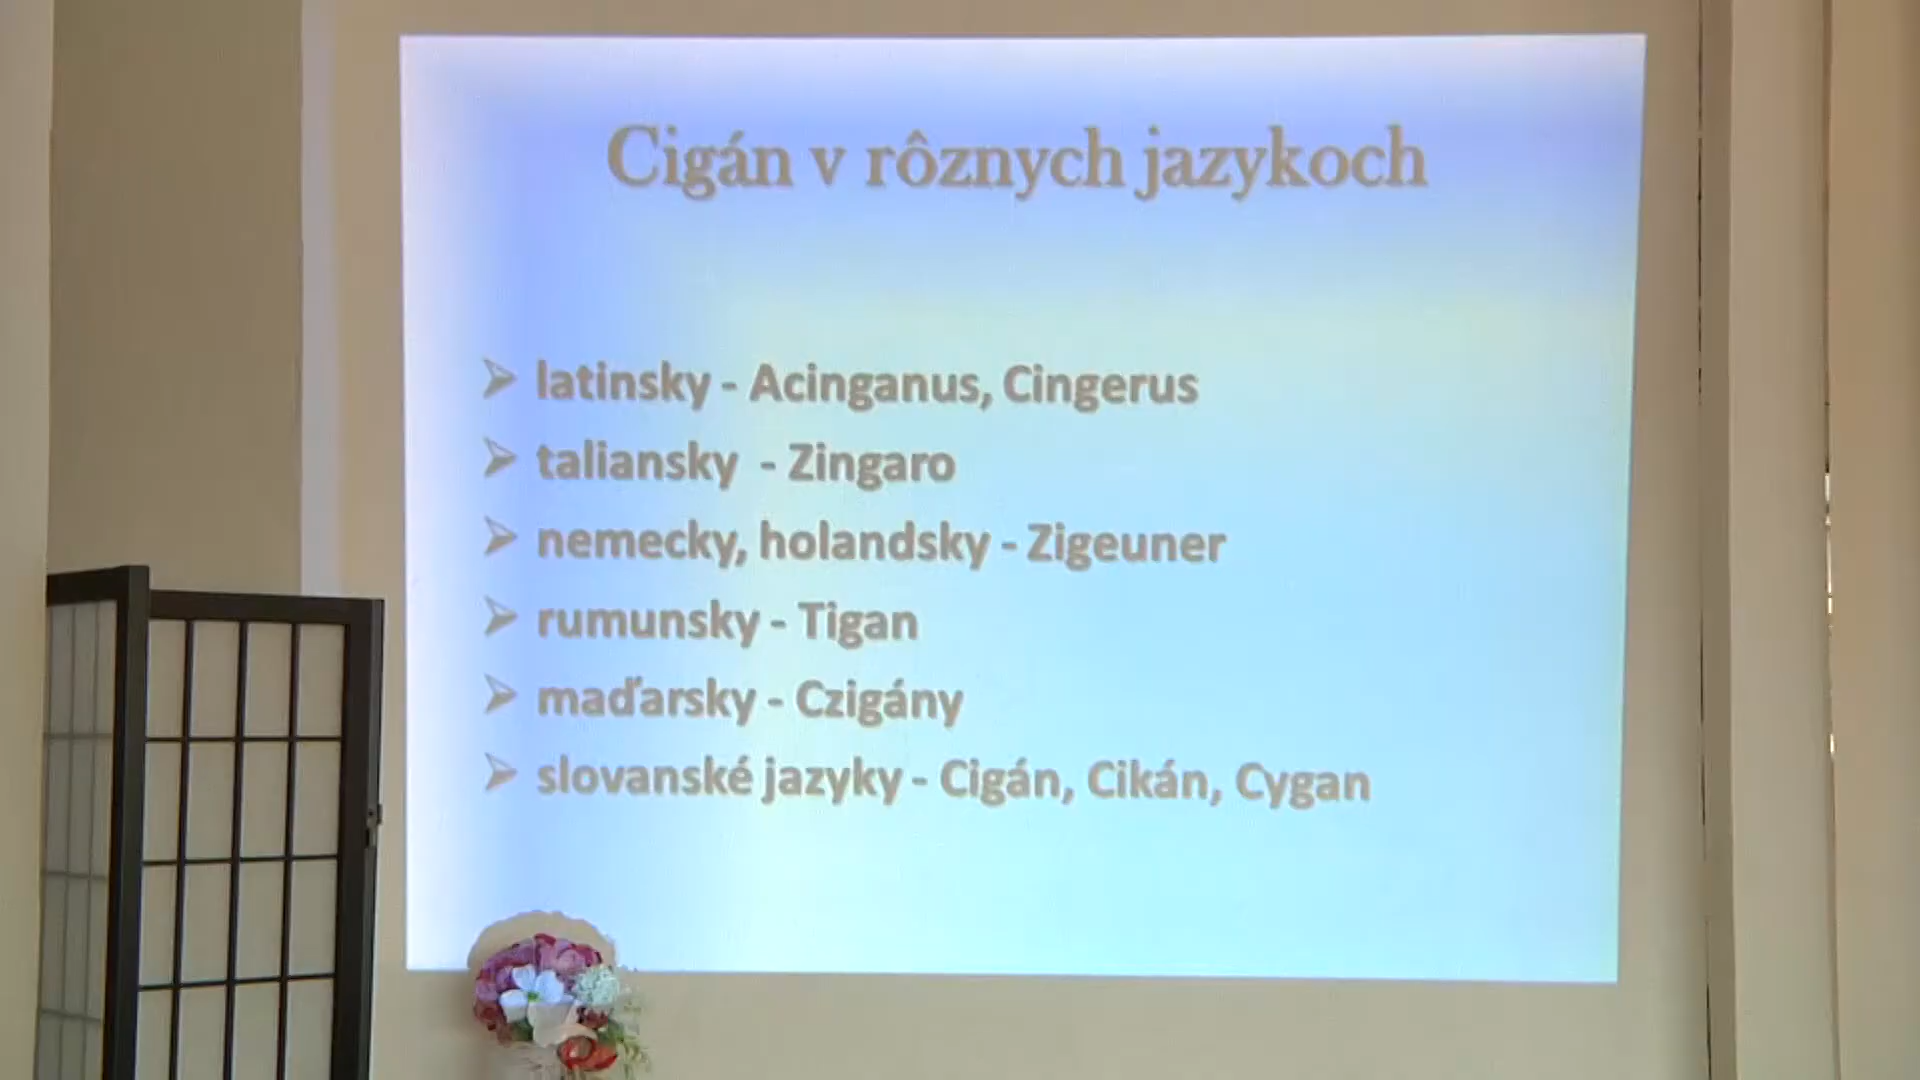 Cigán v rôznych jazykoch
latinsky - Acinganus, Cingerus
taliansky - Zingaro
nemecky, holandsky - Zigeuner
rumunsky - Tigan
maďarsky - Czigány
slovanské jazyky - Cigán, Cikán, Cygan